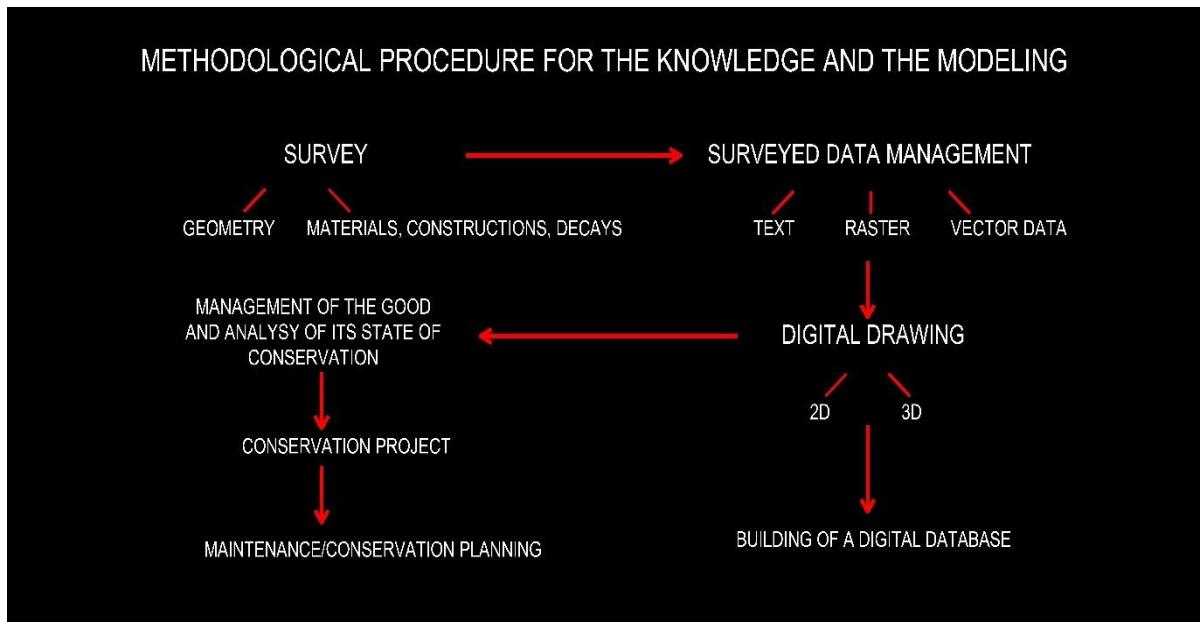 METHODOLOGICAL PROCEDURE FOR THE KNOWLEDGE AND THE MODELING
SURVEY
SURVEYED DATA MANAGEMENT
GEOMETRY
MATERIALS, CONSTRUCTIONS, DECAYS
TEXT
RASTER
VECTOR DATA
MANAGEMENT OF THE GOOD
AND ANALYSY OF ITS STATE OF
CONSERVATION
DIGITAL DRAWING
2D
3D
CONSERVATION PROJECT
MAINTENANCE/CONSERVATION PLANNING
BUILDING OF A DIGITAL DATABASE